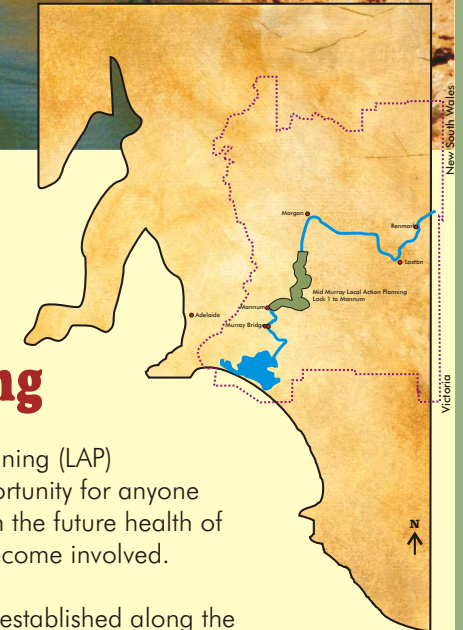 New South Wales
Morgan
Renmark
Loxton
Mid Murray Local Action Planning
Lock 1 to Mannum
Mannum
Adelaide
Murray Bridge
Victoria
N
ng
ning (LAP)
ortunity for anyone
n the future health of
ecome involved.
established along the